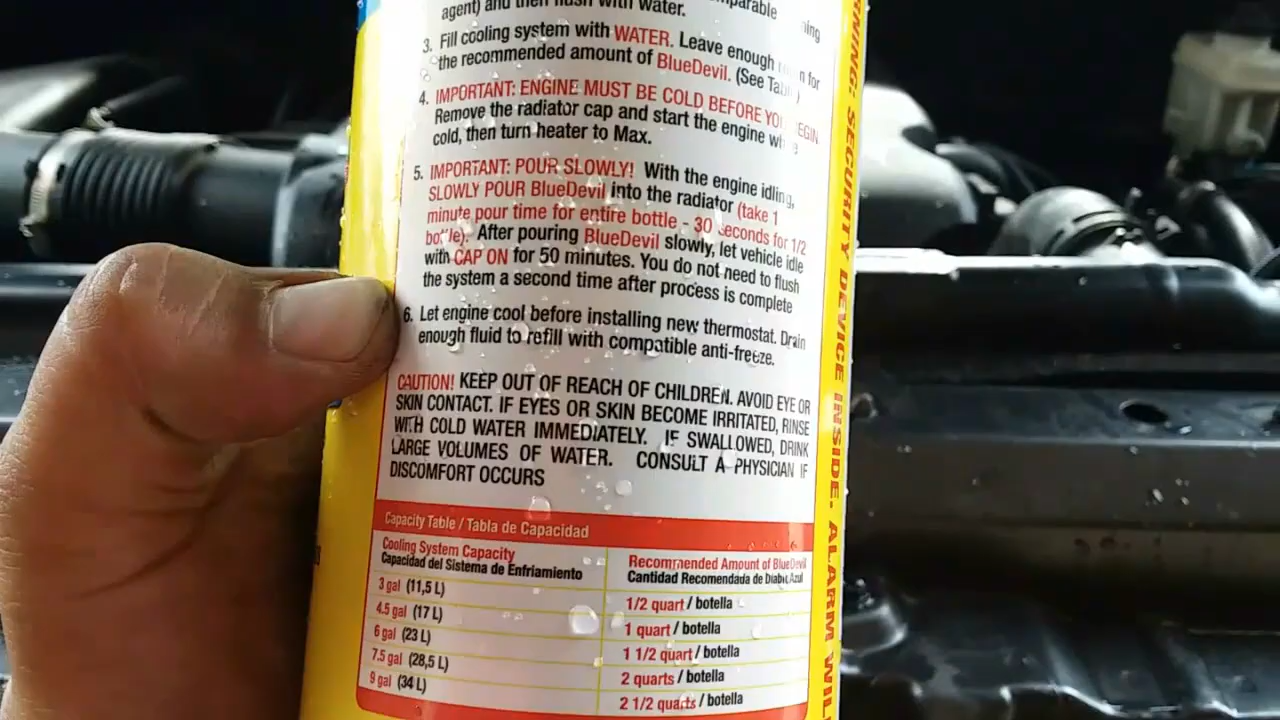 agent) and then flush with water.
3. Fill cooling system with WATER. Leave enough for
the recommended amount of BlueDevil. (See
4. IMPORTANT: ENGINE MUST BE COLD BEFORE
Remove the radiator cap and start the engine
cold, then turn heater to Max.
5. IMPORTANT: POUR SLOWLY! With the engine idling,
SLOWLY POUR BlueDevil into the radiator (take 1
minute pour time for entire bottle - 30 seconds for 1/2
bottle). After pouring BlueDevil slowly, let vehicle idle
with CAP ON for 50 minutes. You do not need to flush
the system a second time after process is complete
6. Let engine cool before installing new thermostat. Drain
enough fluid to refill with compatible anti-freeze.
CAUTION! KEEP OUT OF REACH OF CHILDREN. AVOID EYE OR
SKIN CONTACT. IF EYES OR SKIN BECOME IRRITATED, RINSE
WITH COLD WATER IMMEDIATELY. IF SWALLOWED, DRINK
LARGE VOLUMES OF WATER. CONSULT A PHYSICIAN IF
DISCOMFORT OCCURS
Capacity Table / Tabla de Capacidad
Cooling System Capacity
Capacidad del Sistema de Enfriamiento
Recommended Amount of BlueDevil
Cantidad Recomendada de Diablo Azul
3 gal (11,5 L)
1/2 quart / botella
4.5 gal (17 L)
1 quart / botella
6 gal (23 L)
1 1/2 quart / botella
7.5 gal (28,5 L)
2 quarts / botella
9 gal (34 L)
2 1/2 quarts / botella
SECURITY DEVICE INSIDE. ALARM